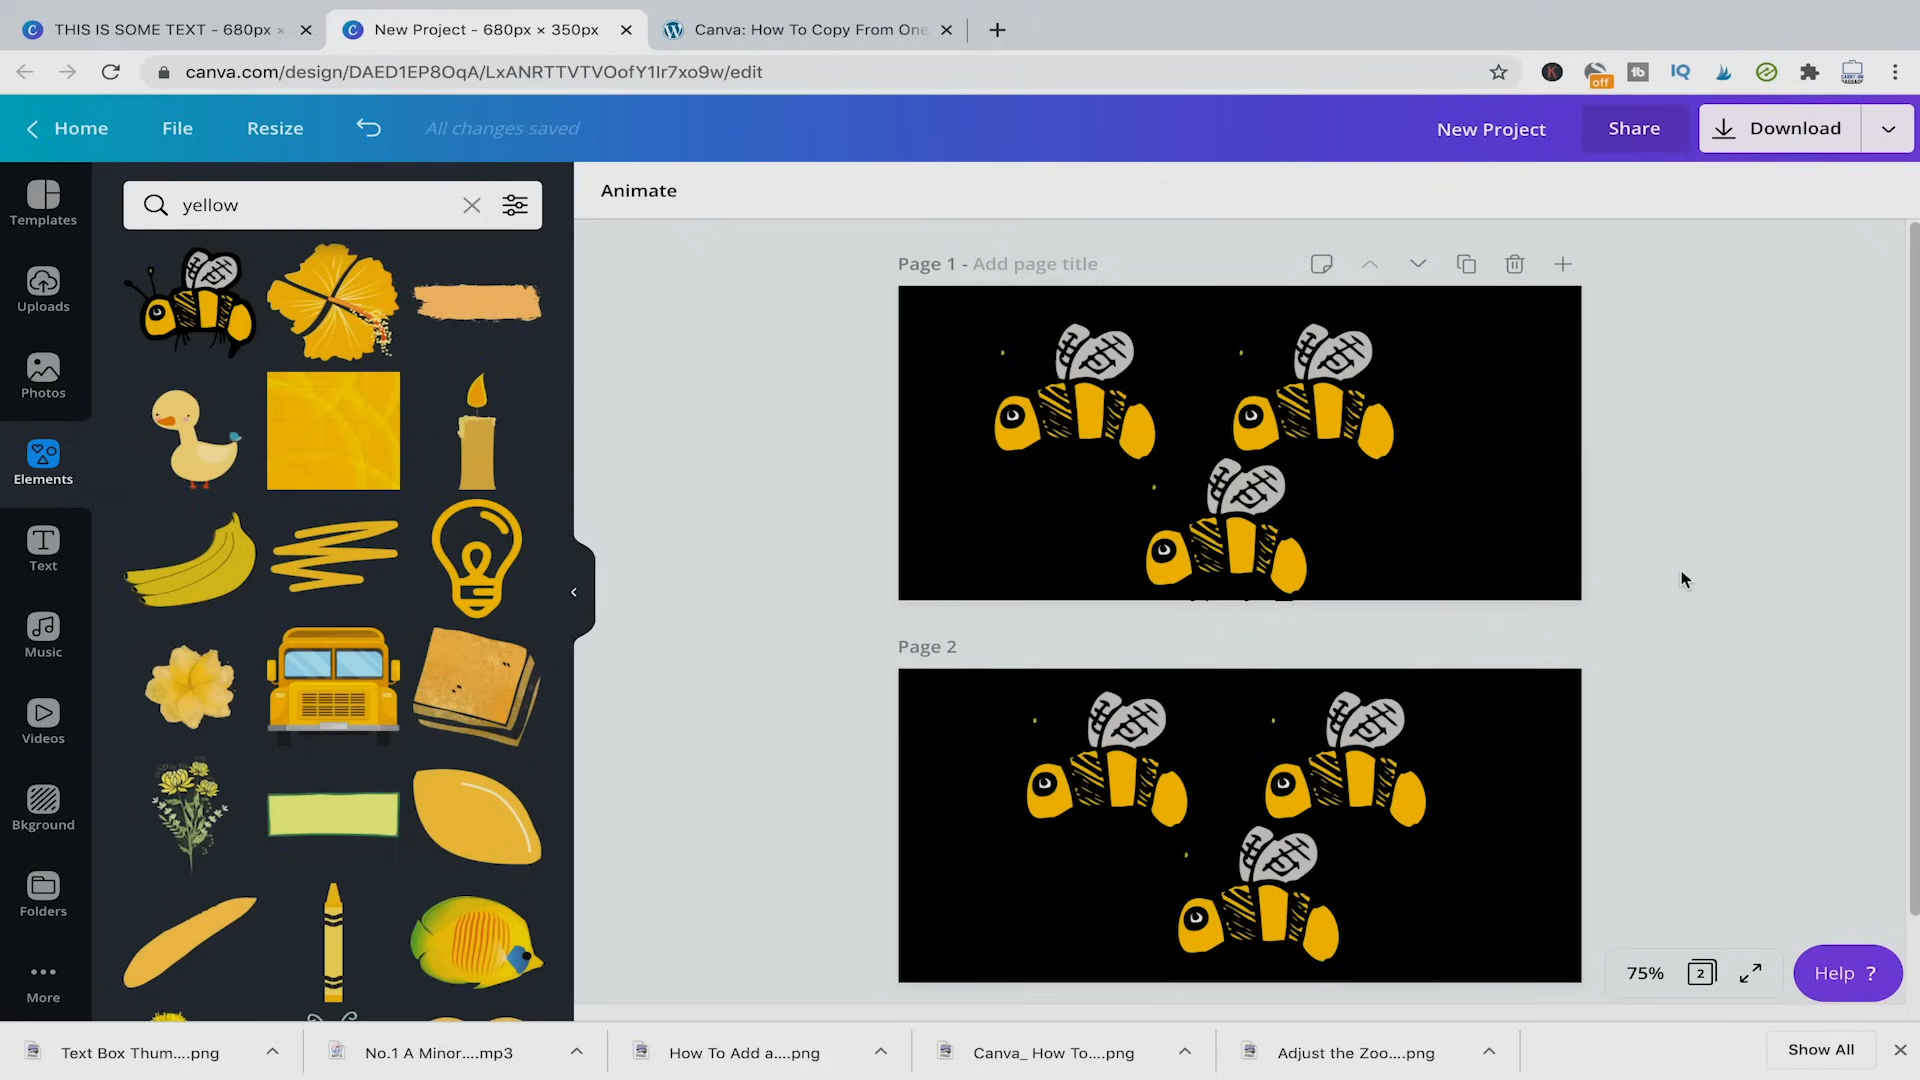 THIS IS SOME TEXT - 680px ×
New Project - 680px × 350px
Canva: How To Copy From One
canva.com/design/DAED1EP8OqA/LxANRTTVTVOofY1lr7xo9w/edit
off
tb
IQ
Home
File
Resize
All changes saved
New Project
Share
Download
Templates
Uploads
Photos
Elements
Text
Music
Videos
Bkground
Folders
More
yellow
Animate
Page 1 - Add page title
Page 2
75%
2
Help ?
Text Box Thum....png
No.1 A Minor....mp3
How To Add a....png
Canva_ How To....png
Adjust the Zoo....png
Show All